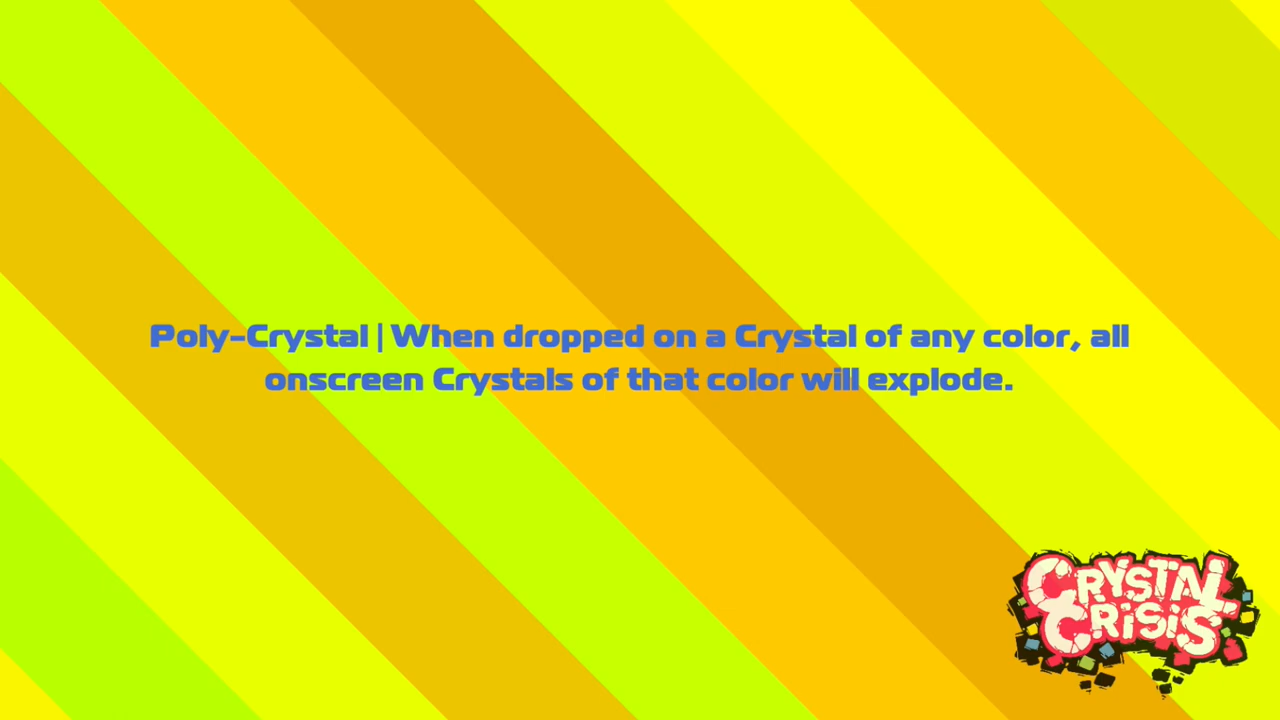 Poly-Crystal | When dropped on a Crystal of any color, all
onscreen Crystals of that color will explode.
CRYSTAL
CRiSiS